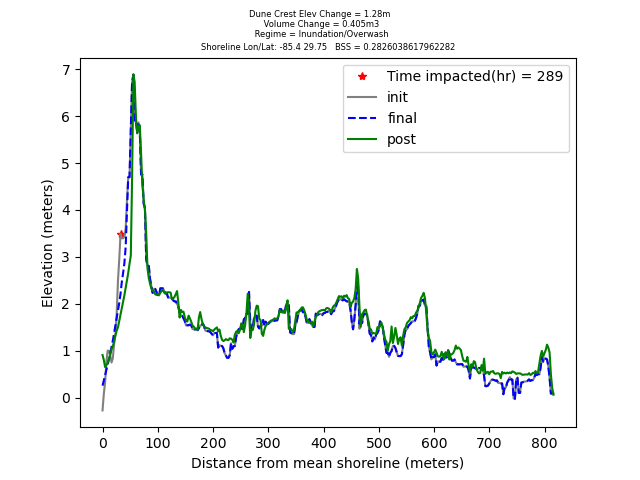 Dune Crest Elev Change = 1.28m
Volume Change = 0.405m3
Regime = Inundation/Overwash
Shoreline Lon/Lat: -85.4 29.75   BSS = 0.2826038617962282
Time impacted(hr) = 289
init
final
post
7
6
5
4
3
2
1
0
Elevation (meters)
0 100 200 300 400 500 600 700 800
Distance from mean shoreline (meters)